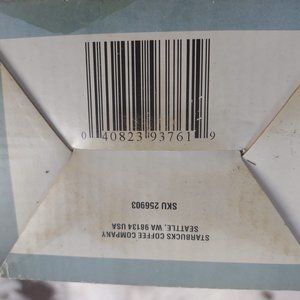 0 40823 93761 9
SKU 256903
STARBUCKS COFFEE COMPANY
SEATTLE, WA 98134 USA